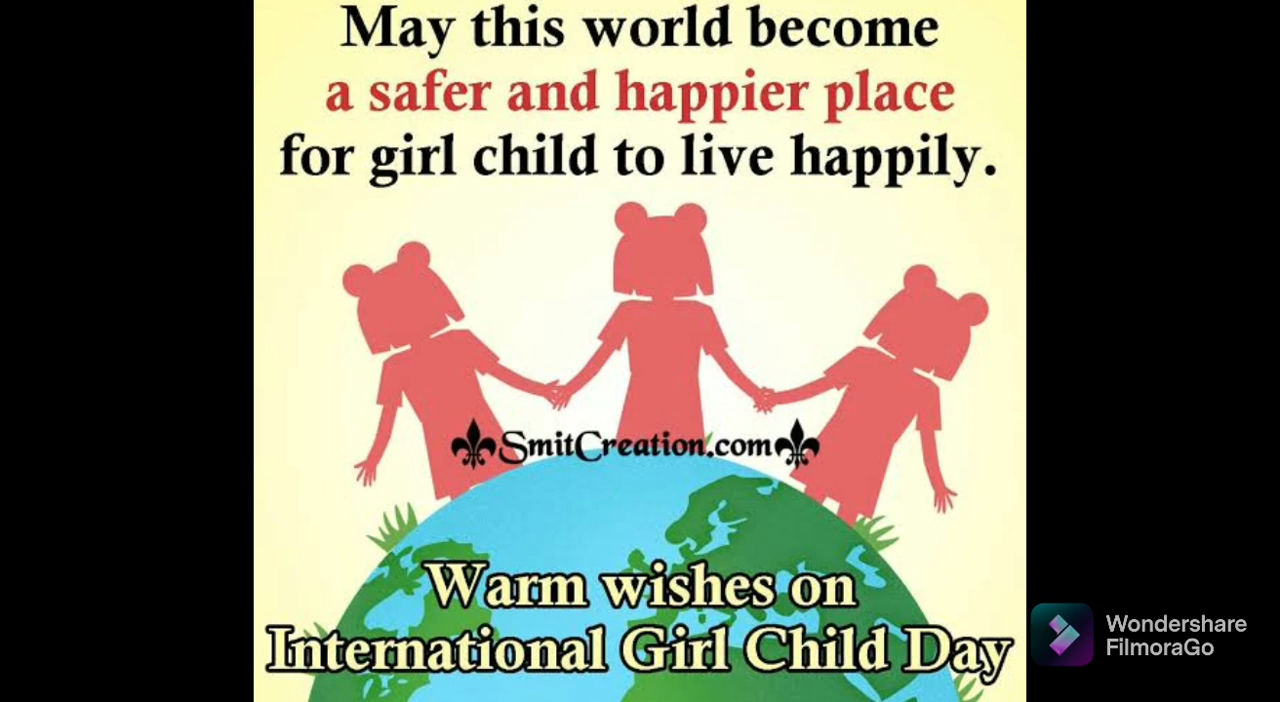 May this world become
a safer and happier place
for girl child to live happily.
SmitCreation.com
Warm wishes on
International Girl Child Day
Wondershare
FilmoraGo